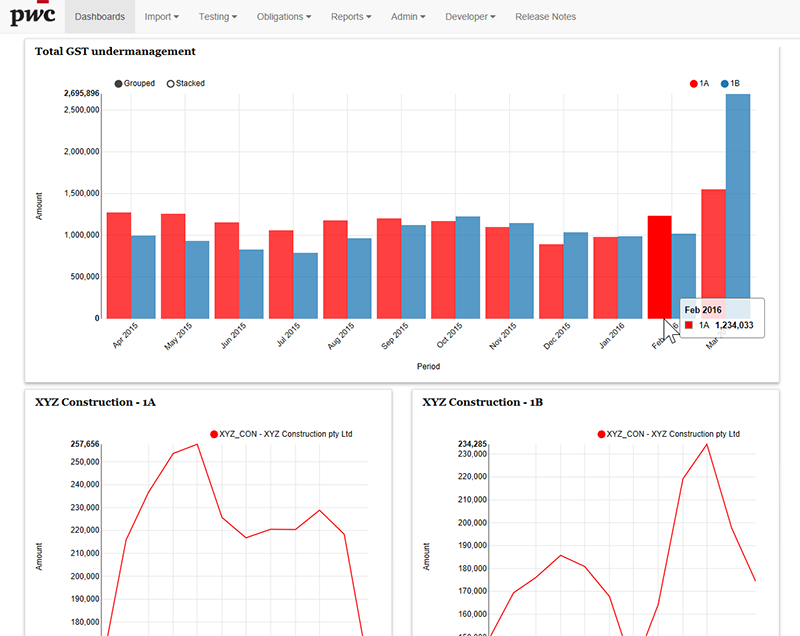 pwc
Dashboards Import Testing Obligations Reports Admin Developer Release Notes
Total GST undermanagement
Grouped Stacked 1A 1B
2,695,896
2,500,000
2,000,000
1,500,000
1,000,000
500,000
0
Amount
Apr 2015 May 2015 Jun 2015 Jul 2015 Aug 2015 Sep 2015 Oct 2015 Nov 2015 Dec 2015 Jan 2016
Feb 2016
1A 1,234,033
Period
XYZ Construction - 1A
XYZ_CON - XYZ Construction pty Ltd
257,656
250,000
240,000
230,000
220,000
210,000
200,000
190,000
180,000
Amount
XYZ Construction - 1B
XYZ_CON - XYZ Construction pty Ltd
234,285
230,000
220,000
210,000
200,000
190,000
180,000
170,000
160,000
Amount